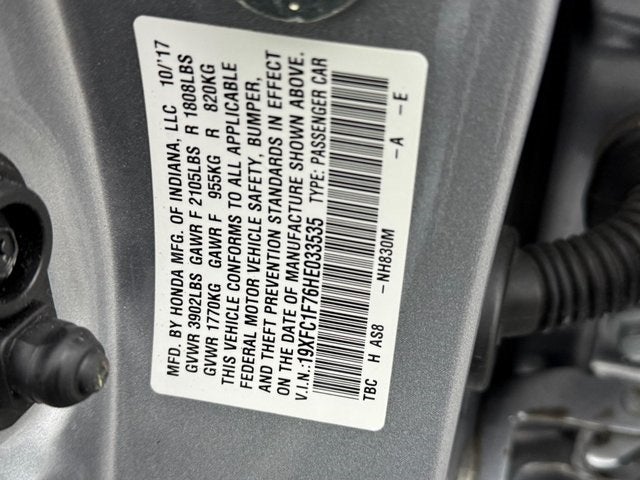 MFD. BY HONDA MFG. OF INDIANA, LLC 10/'17
GVWR 3902LBS GAWR F 2105LBS R 1808LBS
GVWR 1770KG GAWR F 955KG R 820KG
THIS VEHICLE CONFORMS TO ALL APPLICABLE
FEDERAL MOTOR VEHICLE SAFETY, BUMPER,
AND THEFT PREVENTION STANDARDS IN EFFECT
ON THE DATE OF MANUFACTURE SHOWN ABOVE.
V.I.N.:19XFC1F76HE033535 TYPE: PASSENGER CAR
TBC H AS8 -NH830M -A -E